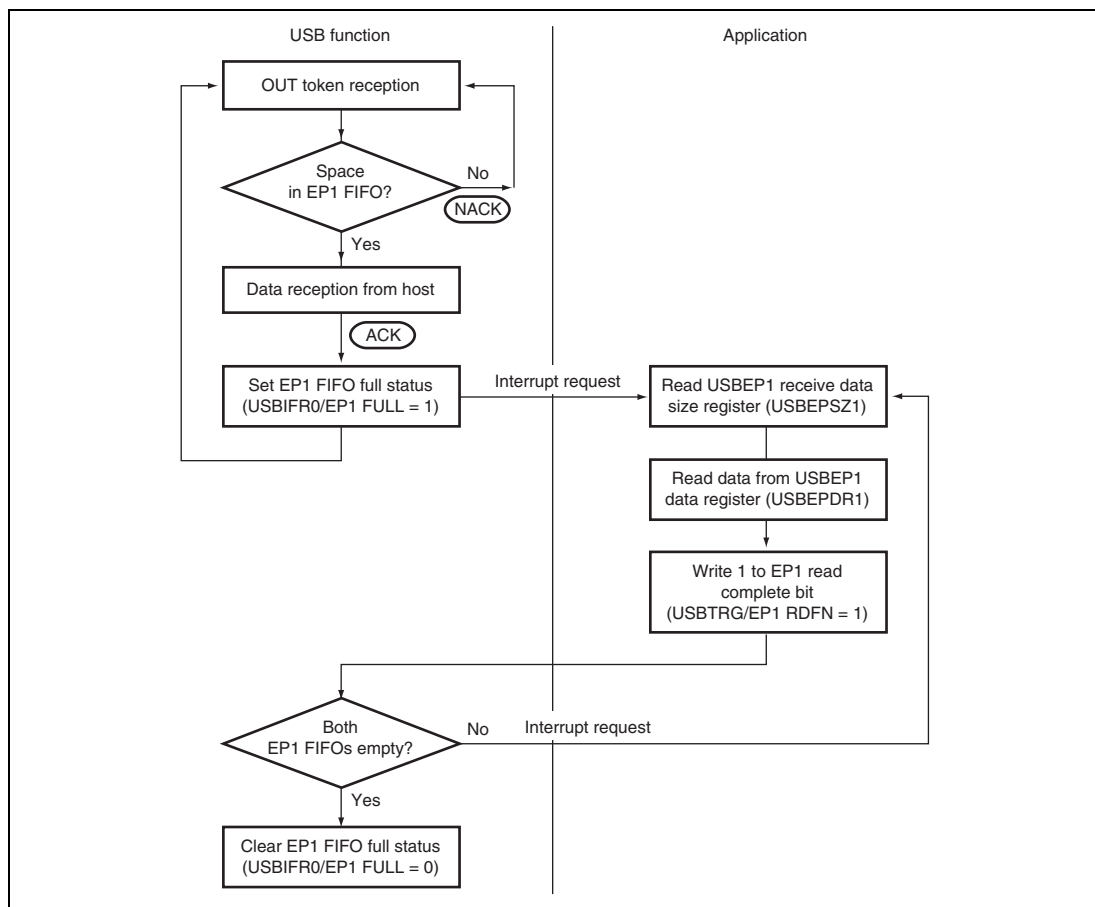 USB function
Application
OUT token reception
Space
in EP1 FIFO?
No
NACK
Yes
Data reception from host
ACK
Set EP1 FIFO full status
(USBIFR0/EP1 FULL = 1)
Interrupt request
Read USBEP1 receive data
size register (USBEPSZ1)
Read data from USBEP1
data register (USBEPDR1)
Write 1 to EP1 read
complete bit
(USBTRG/EP1 RDFN = 1)
Both
EP1 FIFOs empty?
No
Interrupt request
Yes
Clear EP1 FIFO full status
(USBIFR0/EP1 FULL = 0)